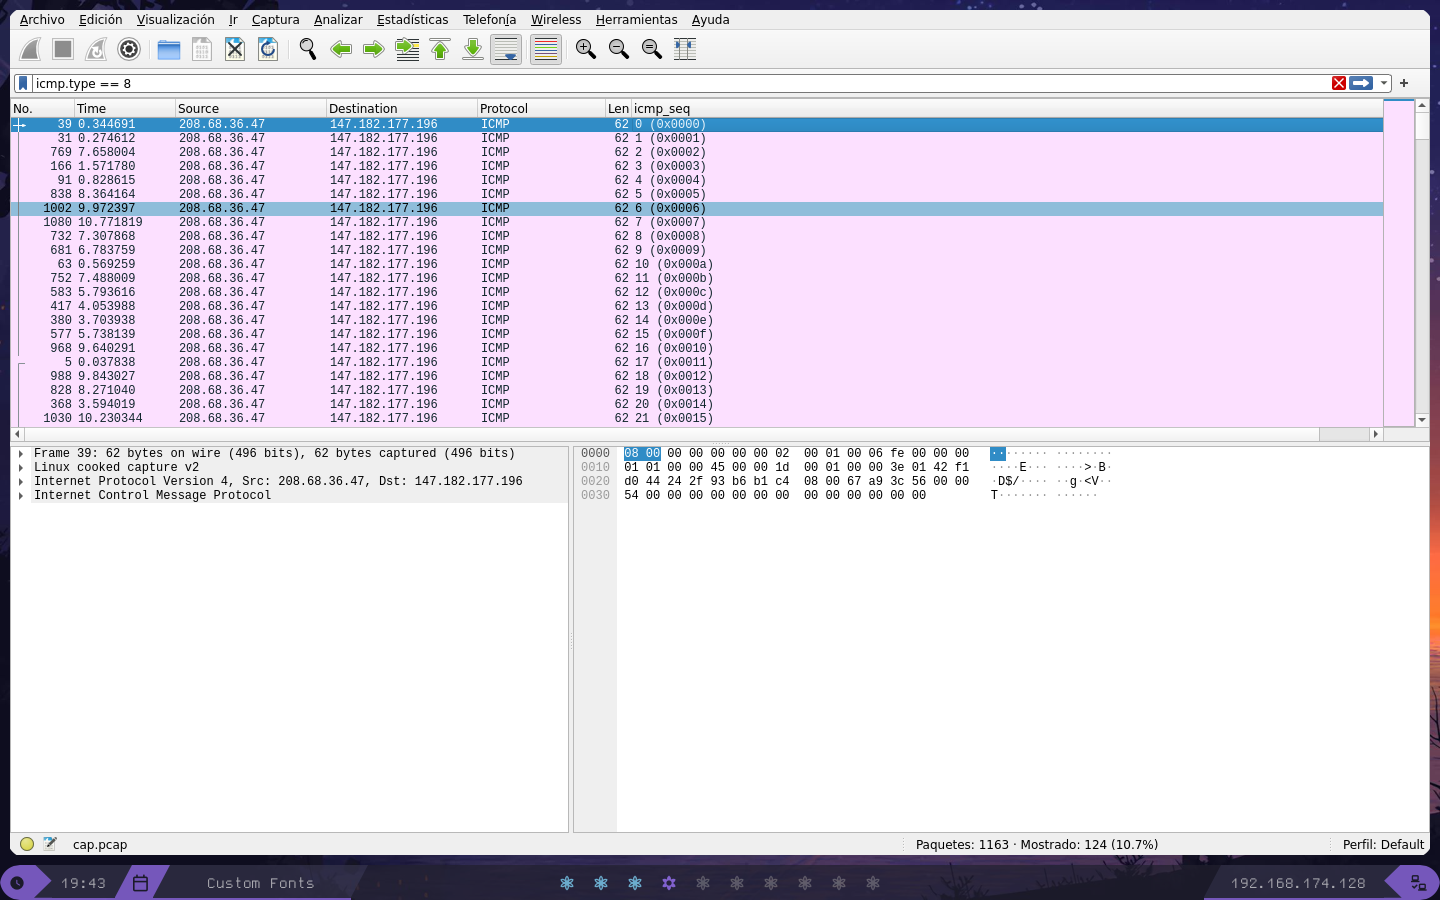 Archivo Edición Visualización Ir Captura Analizar Estadísticas Telefonía Wireless Herramientas Ayuda
icmp.type == 8
No. Time Source Destination Protocol Len icmp_seq
39 0.344691 208.68.36.47 147.182.177.196 ICMP 62 0 (0x0000)
31 0.274612 208.68.36.47 147.182.177.196 ICMP 62 1 (0x0001)
769 7.658004 208.68.36.47 147.182.177.196 ICMP 62 2 (0x0002)
166 1.571780 208.68.36.47 147.182.177.196 ICMP 62 3 (0x0003)
91 0.828615 208.68.36.47 147.182.177.196 ICMP 62 4 (0x0004)
838 8.364164 208.68.36.47 147.182.177.196 ICMP 62 5 (0x0005)
1002 9.972397 208.68.36.47 147.182.177.196 ICMP 62 6 (0x0006)
1080 10.771819 208.68.36.47 147.182.177.196 ICMP 62 7 (0x0007)
732 7.307868 208.68.36.47 147.182.177.196 ICMP 62 8 (0x0008)
681 6.783759 208.68.36.47 147.182.177.196 ICMP 62 9 (0x0009)
63 0.569259 208.68.36.47 147.182.177.196 ICMP 62 10 (0x000a)
752 7.488009 208.68.36.47 147.182.177.196 ICMP 62 11 (0x000b)
583 5.793616 208.68.36.47 147.182.177.196 ICMP 62 12 (0x000c)
417 4.053988 208.68.36.47 147.182.177.196 ICMP 62 13 (0x000d)
380 3.703938 208.68.36.47 147.182.177.196 ICMP 62 14 (0x000e)
577 5.738139 208.68.36.47 147.182.177.196 ICMP 62 15 (0x000f)
968 9.640291 208.68.36.47 147.182.177.196 ICMP 62 16 (0x0010)
5 0.037838 208.68.36.47 147.182.177.196 ICMP 62 17 (0x0011)
988 9.843027 208.68.36.47 147.182.177.196 ICMP 62 18 (0x0012)
828 8.271040 208.68.36.47 147.182.177.196 ICMP 62 19 (0x0013)
368 3.594019 208.68.36.47 147.182.177.196 ICMP 62 20 (0x0014)
1030 10.230344 208.68.36.47 147.182.177.196 ICMP 62 21 (0x0015)
Frame 39: 62 bytes on wire (496 bits), 62 bytes captured (496 bits)
Linux cooked capture v2
Internet Protocol Version 4, Src: 208.68.36.47, Dst: 147.182.177.196
Internet Control Message Protocol
0000 08 00 00 00 00 00 00 02 00 01 00 06 fe 00 00 00 ········ ········
0010 01 01 00 00 45 00 00 1d 00 01 00 00 3e 01 42 f1 ····E··· ····>·B·
0020 d0 44 24 2f 93 b6 b1 c4 08 00 67 a9 3c 56 00 00 ·D$/···· ··g·<V··
0030 54 00 00 00 00 00 00 00 00 00 00 00 00 00 T······· ······
cap.pcap Paquetes: 1163 · Mostrado: 124 (10.7%) Perfil: Default
19:43 Custom Fonts 192.168.174.128